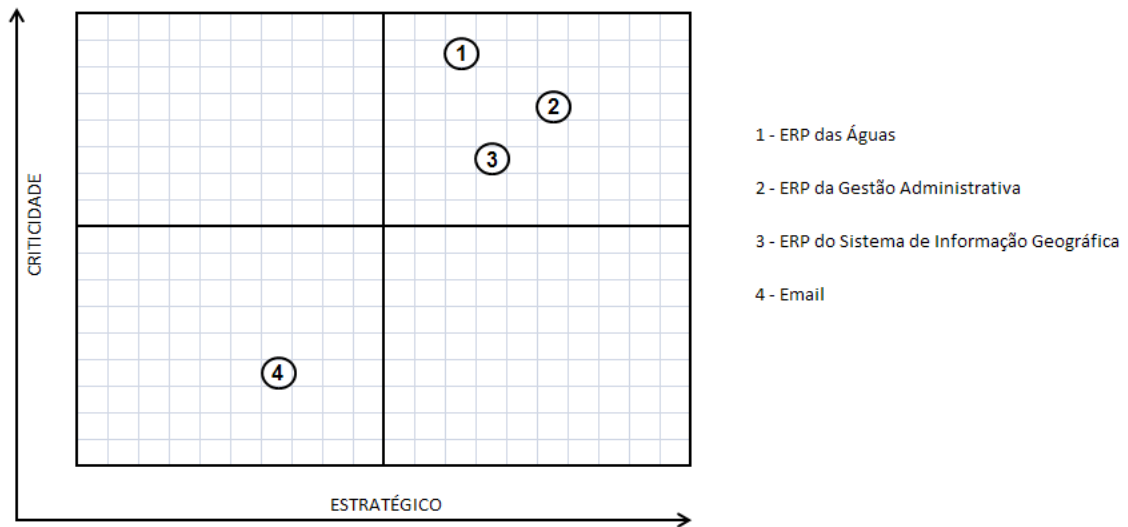 CRITICIDADE
1
2
3
4
ESTRATÉGICO
1 - ERP das Águas
2 - ERP da Gestão Administrativa
3 - ERP do Sistema de Informação Geográfica
4 - Email